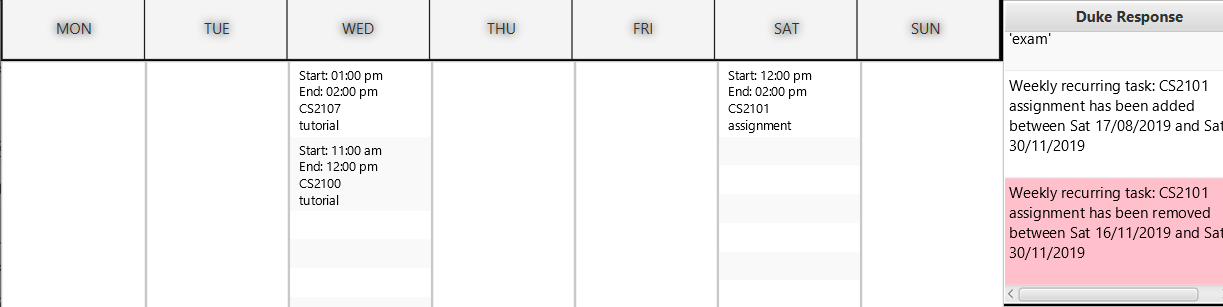 MON TUE WED THU FRI SAT SUN
Start: 01:00 pm
End: 02:00 pm
CS2107
tutorial
Start: 11:00 am
End: 12:00 pm
CS2100
tutorial
Start: 12:00 pm
End: 02:00 pm
CS2101
assignment
Duke Response
'exam'
Weekly recurring task: CS2101
assignment has been added
between Sat 17/08/2019 and Sat
30/11/2019
Weekly recurring task: CS2101
assignment has been removed
between Sat 16/11/2019 and Sat
30/11/2019